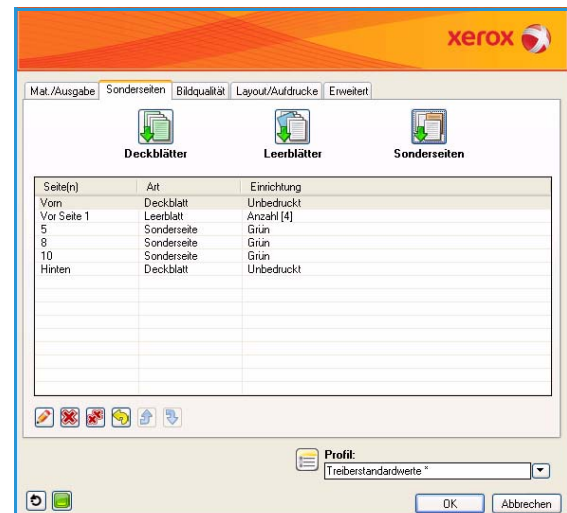 xerox
Mat./Ausgabe Sonderseiten Bildqualität Layout/Aufdrucke Erweitert
Deckblätter Leerblätter Sonderseiten
Seite(n) Art Einrichtung
Vorn Deckblatt Unbedruckt
Vor Seite 1 Leerblatt Anzahl [4]
5 Sonderseite Grün
8 Sonderseite Grün
10 Sonderseite Grün
Hinten Deckblatt Unbedruckt
Profil:
Treiberstandardwerte *
OK Abbrechen